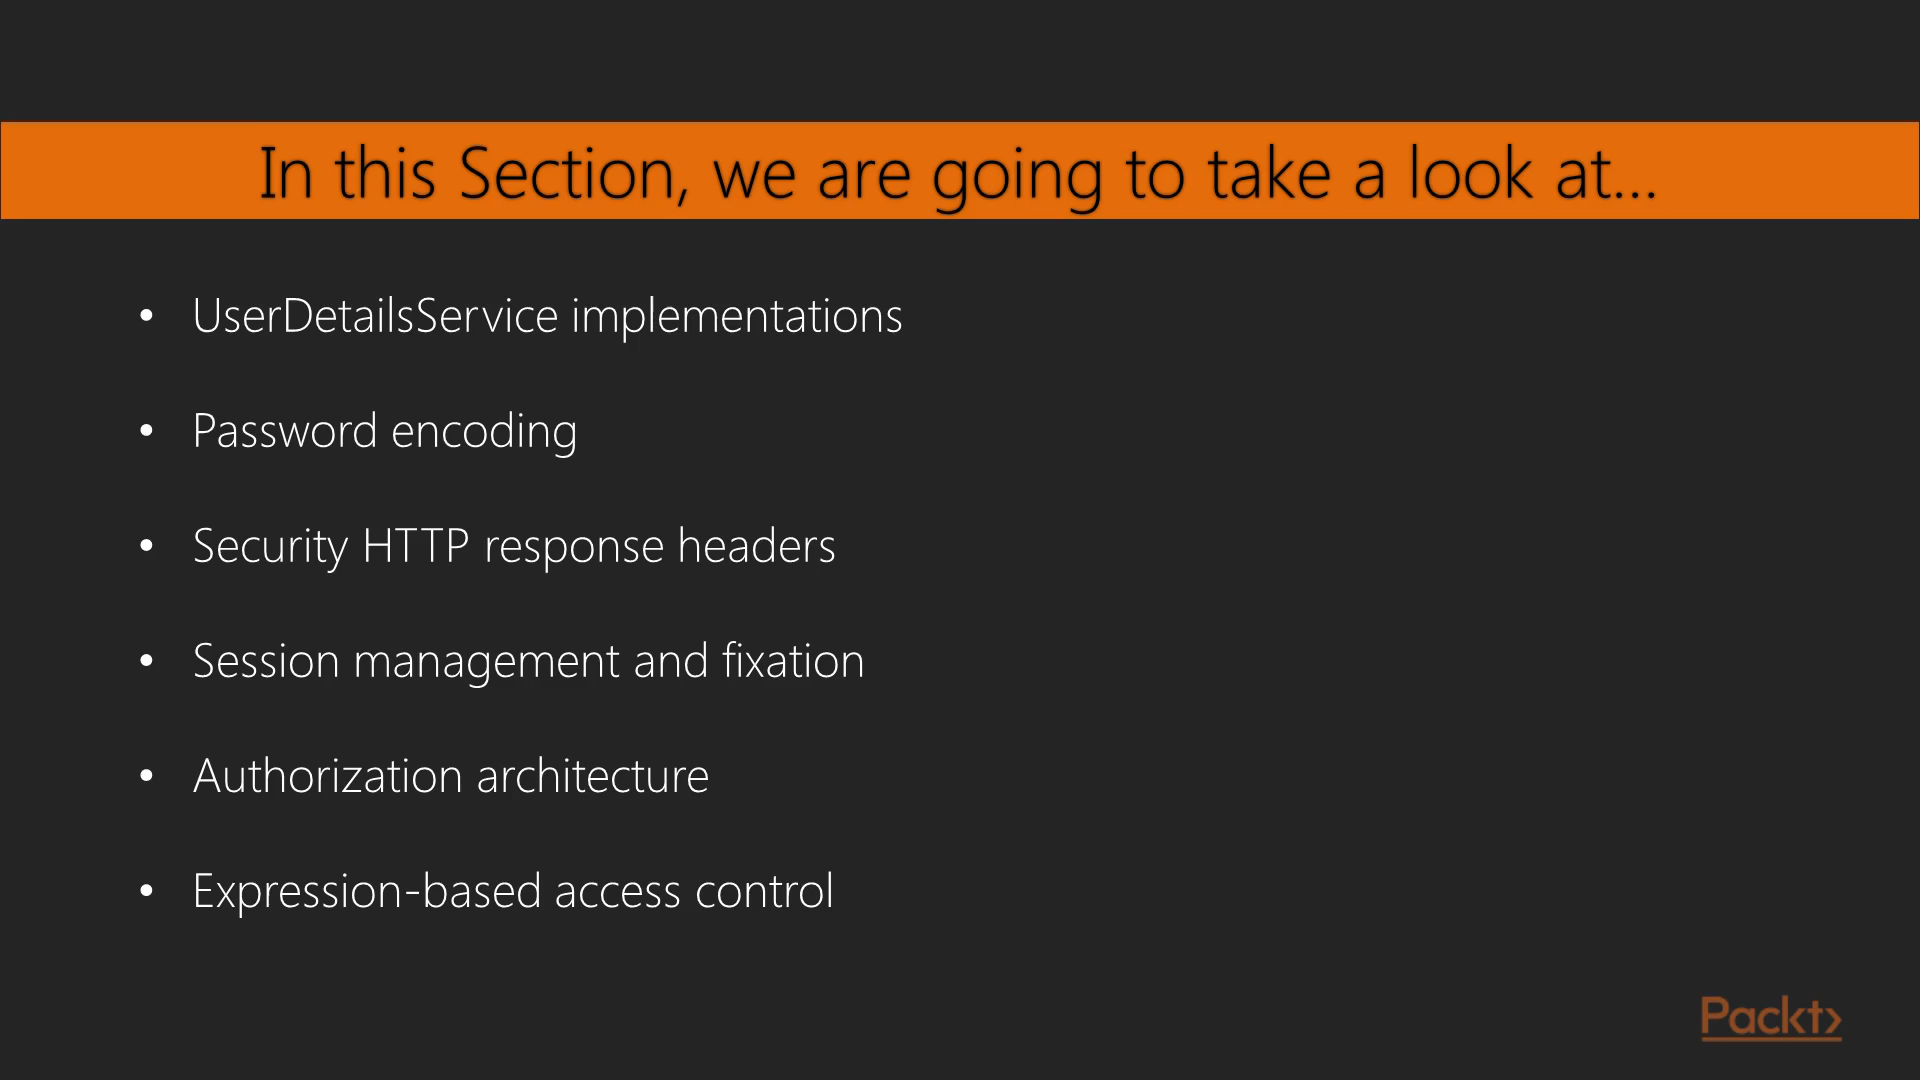 In this Section, we are going to take a look at...
• UserDetailsService implementations
• Password encoding
• Security HTTP response headers
• Session management and fixation
• Authorization architecture
• Expression-based access control
Packt>